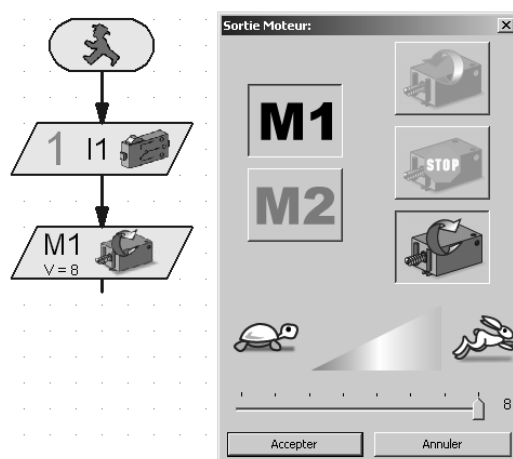 1 I1
M1
V = 8
Sortie Moteur:
M1
STOP
M2
8
Accepter
Annuler